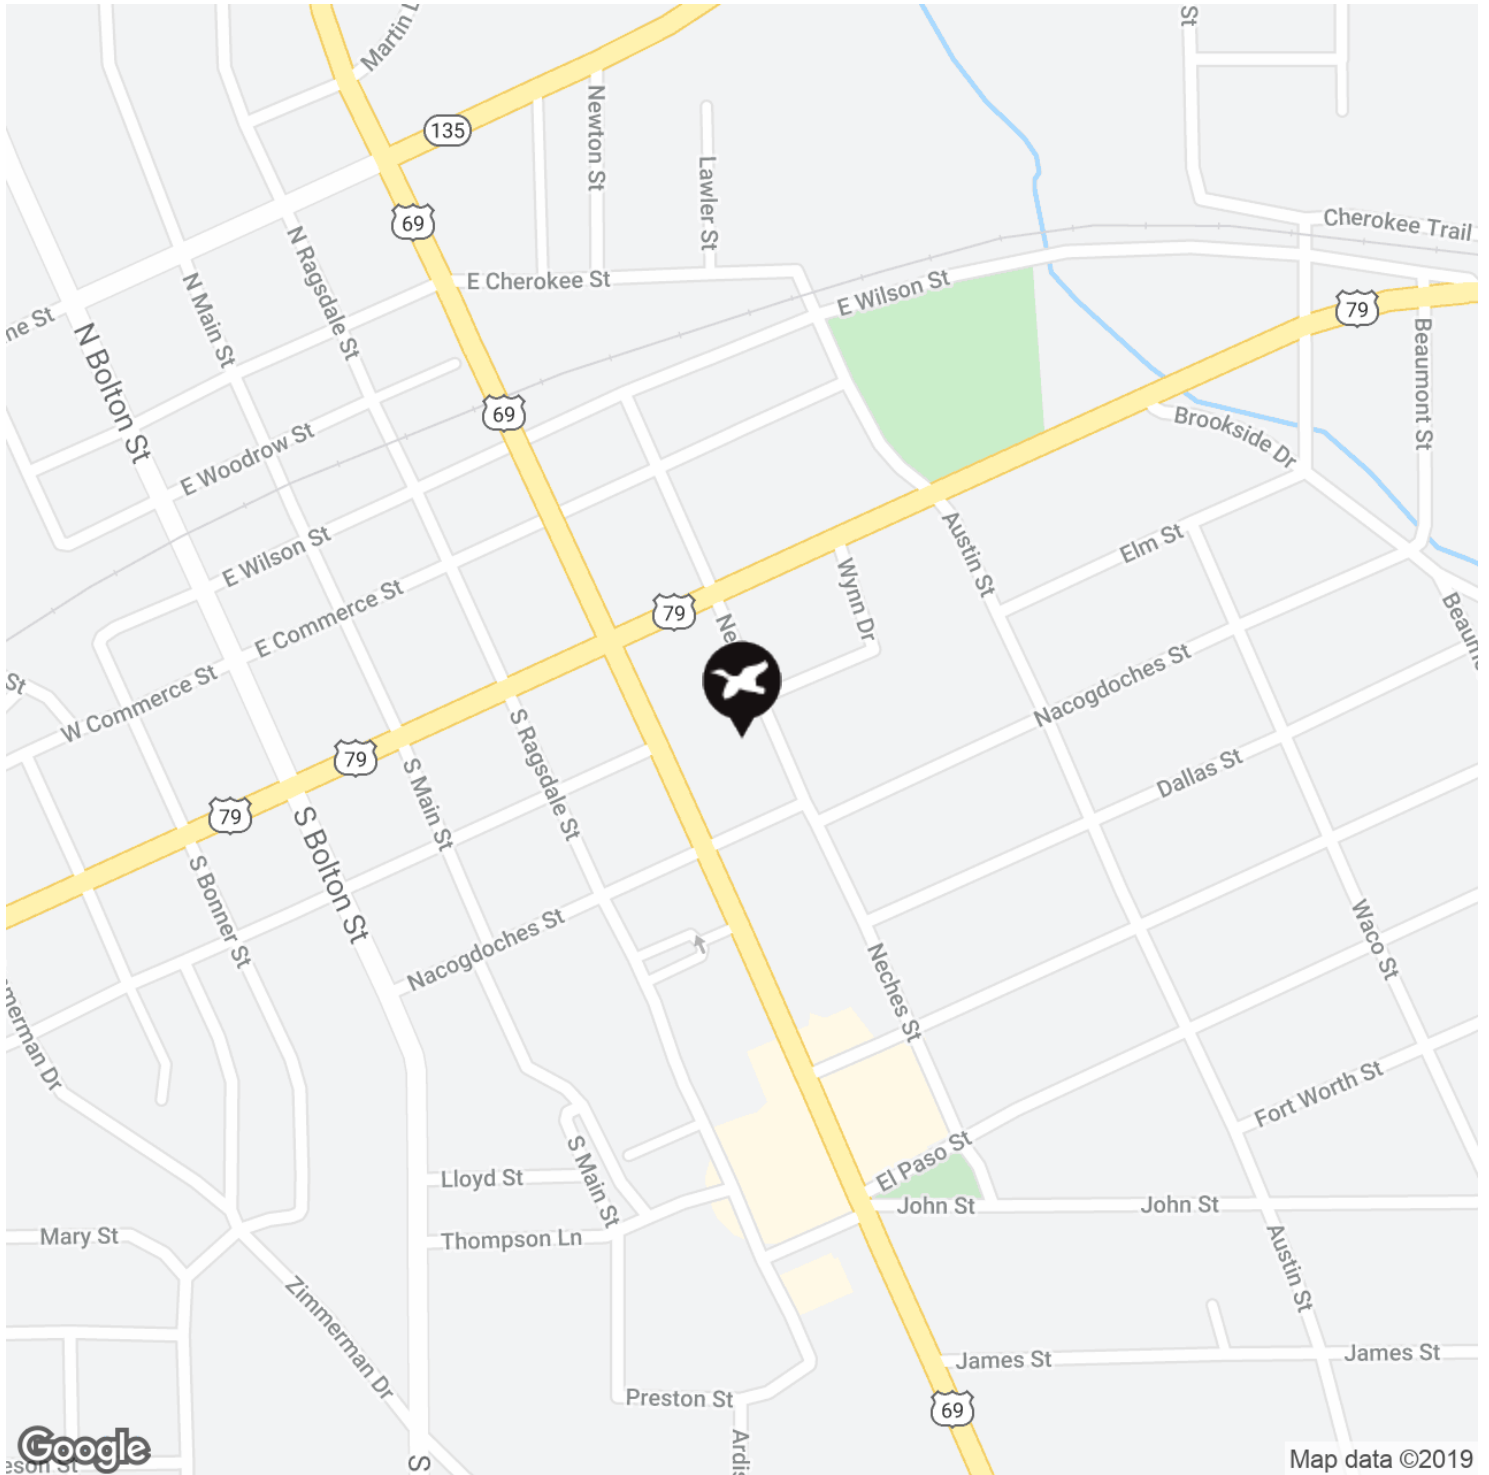 Martin L
St
135
Newton St
Lawler St
69
Cherokee Trail
N Ragsdale St
N Main St
E Cherokee St
E Wilson St
79
N Bolton St
Beaumont St
69
Brookside Dr
E Woodrow St
E Wilson St
Austin St
Elm St
Wynn Dr
E Commerce St
79
Ne
Beaum
St
W Commerce St
Nacogdoches St
S Ragsdale St
79
S Main St
Dallas St
79
S Bolton St
S Bonner St
Nacogdoches St
Neches St
Waco St
merman Dr
Fort Worth St
El Paso St
S Main St
Lloyd St
John St
John St
Mary St
Thompson Ln
Austin St
Zimmerman Dr
James St
James St
Preston St
69
Ardis
Google
S
eson St
Map data ©2019